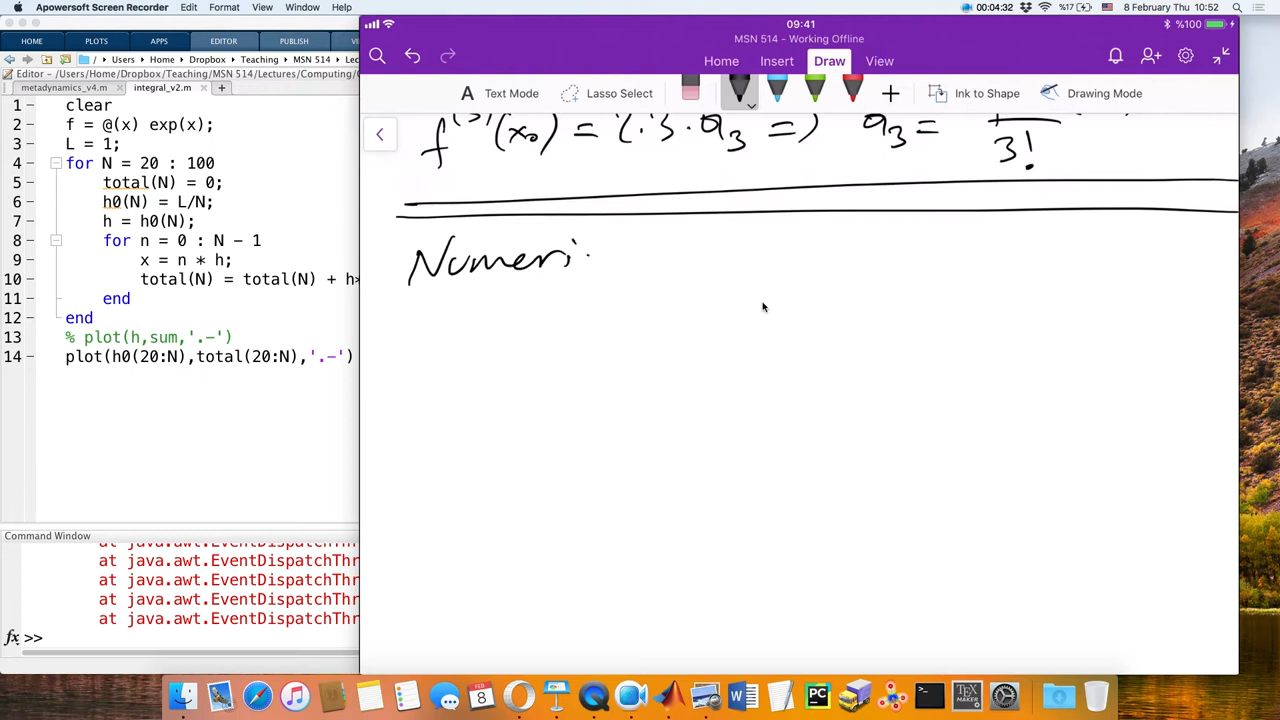 Apowersoft Screen Recorder Edit Format View Window Help 00:04:32 %17 8 February Thu 10:52
09:41 %100
MSN 514 - Working Offline
HOME PLOTS APPS EDITOR PUBLISH
Home Insert Draw View
/ ▸ Users ▸ Home ▸ Dropbox ▸ Teaching ▸ MSN 514 ▸
Editor - /Users/Home/Dropbox/Teaching/MSN 514/Lectures/Computing/
metadynamics_v4.m integral_v2.m +
A Text Mode Lasso Select Ink to Shape Drawing Mode
1 clear
2 f = @(x) exp(x);
3 L = 1;
4 for N = 20 : 100
5 total(N) = 0;
6 h0(N) = L/N;
7 h = h0(N);
8 for n = 0 : N - 1
9 x = n * h;
10 total(N) = total(N) + h
11 end
12 end
13 % plot(h,sum,'.-')
14 plot(h0(20:N),total(20:N),'.-')
f^(3)(x₀) = 2.3.a₃ => a₃ =
3!
Numeri
Command Window
at java.awt.EventDispatchThr
at java.awt.EventDispatchThr
at java.awt.EventDispatchThr
at java.awt.EventDispatchThr
at java.awt.EventDispatchThr
fx >>